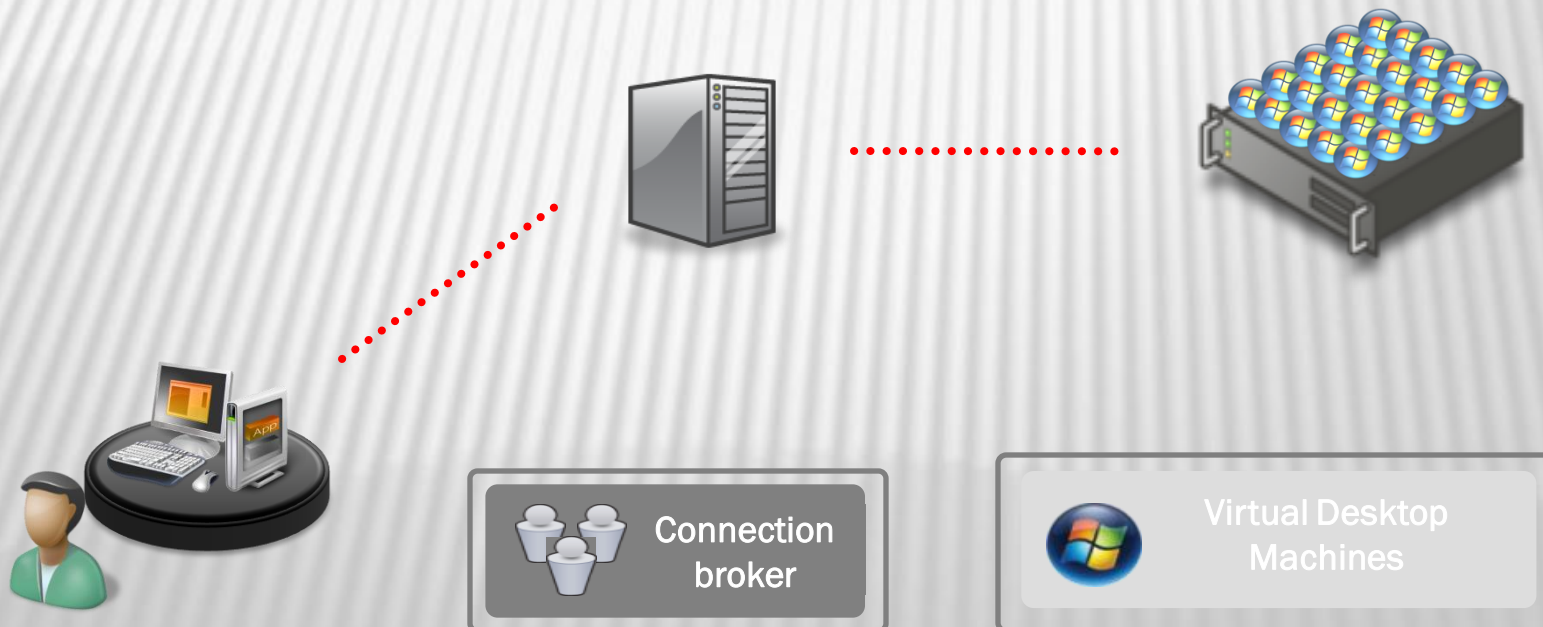 App
Connection
broker
Virtual Desktop
Machines